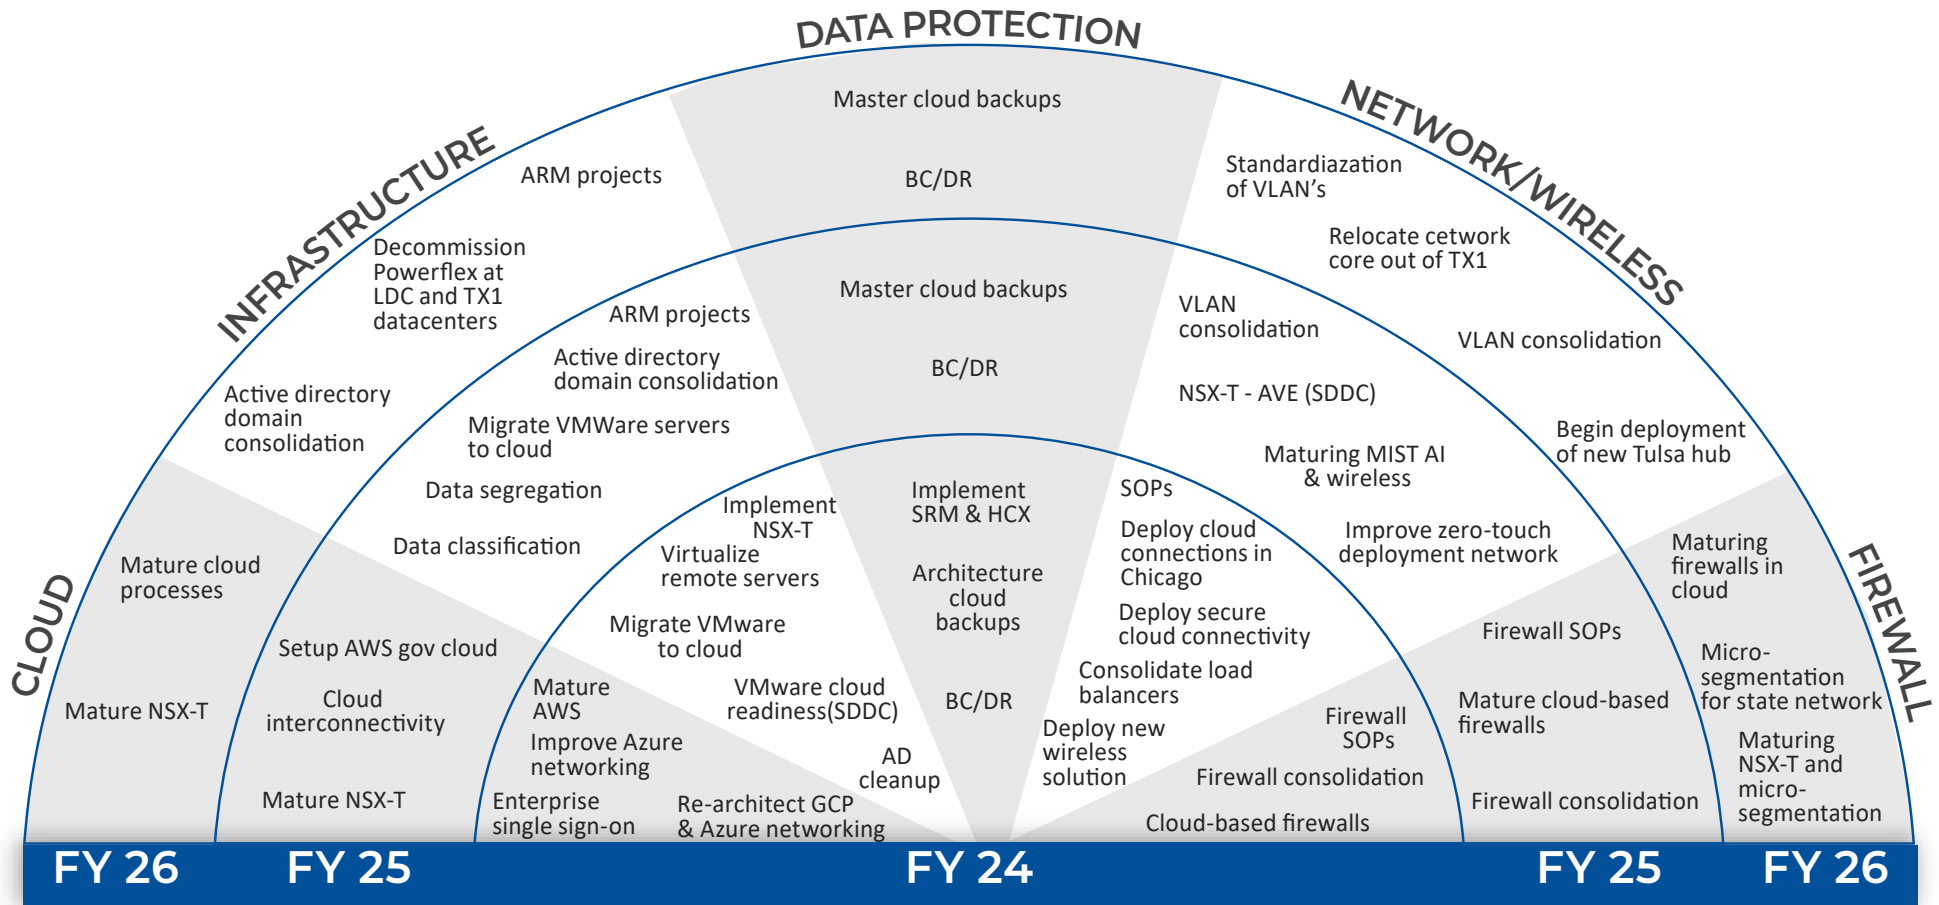 DATA PROTECTION
INFRASTRUCTURE
NETWORK/WIRELESS
CLOUD
FIREWALL
Master cloud backups
BC/DR
ARM projects
Decommission
Powerflex at
LDC and TX1
datacenters
Active directory
domain
consolidation
Standardiazation
of VLAN’s
Relocate cetwork
core out of TX1
VLAN consolidation
Begin deployment
of new Tulsa hub
Mature cloud
processes
Mature NSX-T
Maturing
firewalls in
cloud
Micro-
segmentation
for state network
Maturing
NSX-T and
micro-
segmentation
Master cloud backups
BC/DR
ARM projects
Active directory
domain consolidation
Migrate VMWare servers
to cloud
Data segregation
Data classification
VLAN
consolidation
NSX-T - AVE (SDDC)
Maturing MIST AI
& wireless
Improve zero-touch
deployment network
Setup AWS gov cloud
Cloud
interconnectivity
Mature NSX-T
Firewall SOPs
Mature cloud-based
firewalls
Firewall consolidation
Implement
NSX-T
Virtualize
remote servers
Migrate VMware
to cloud
VMware cloud
readiness(SDDC)
AD
cleanup
Implement
SRM & HCX
Architecture
cloud
backups
BC/DR
SOPs
Deploy cloud
connections in
Chicago
Deploy secure
cloud connectivity
Consolidate load
balancers
Deploy new
wireless
solution
Mature
AWS
Improve Azure
networking
Enterprise
single sign-on
Re-architect GCP
& Azure networking
Firewall
SOPs
Firewall consolidation
Cloud-based firewalls
FY 26
FY 25
FY 24
FY 25
FY 26